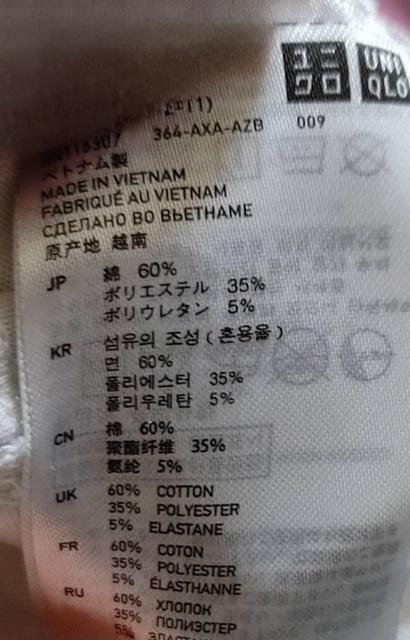 ユニ
クロ
UNI
QLO
364-AXA-AZB 009
ベトナム製
MADE IN VIETNAM
FABRIQUÉ AU VIETNAM
СДЕЛАНО ВО ВЬЕТНАМЕ
原产地 越南
JP 綿 60%
ポリエステル 35%
ポリウレタン 5%
KR 섬유의 조성 ( 혼용율 )
면 60%
폴리에스터 35%
폴리우레탄 5%
CN 棉 60%
聚酯纤维 35%
氨纶 5%
UK 60% COTTON
35% POLYESTER
5% ELASTANE
FR 60% COTON
35% POLYESTER
5% ÉLASTHANNE
RU 60% ХЛОПОК
35% ПОЛИЭСТЕР
5%